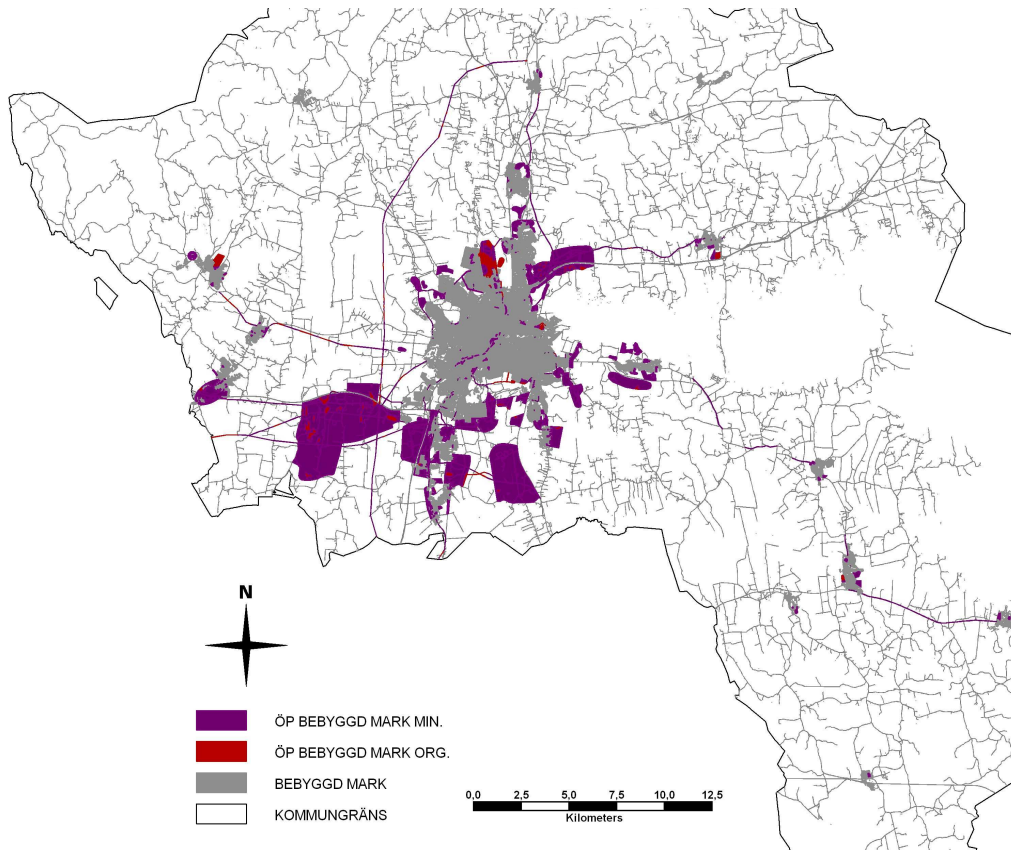 N
ÖP BEBYGGD MARK MIN.
ÖP BEBYGGD MARK ORG.
BEBYGGD MARK
KOMMUNGRÄNS
0,0 2,5 5,0 7,5 10,0 12,5
Kilometers